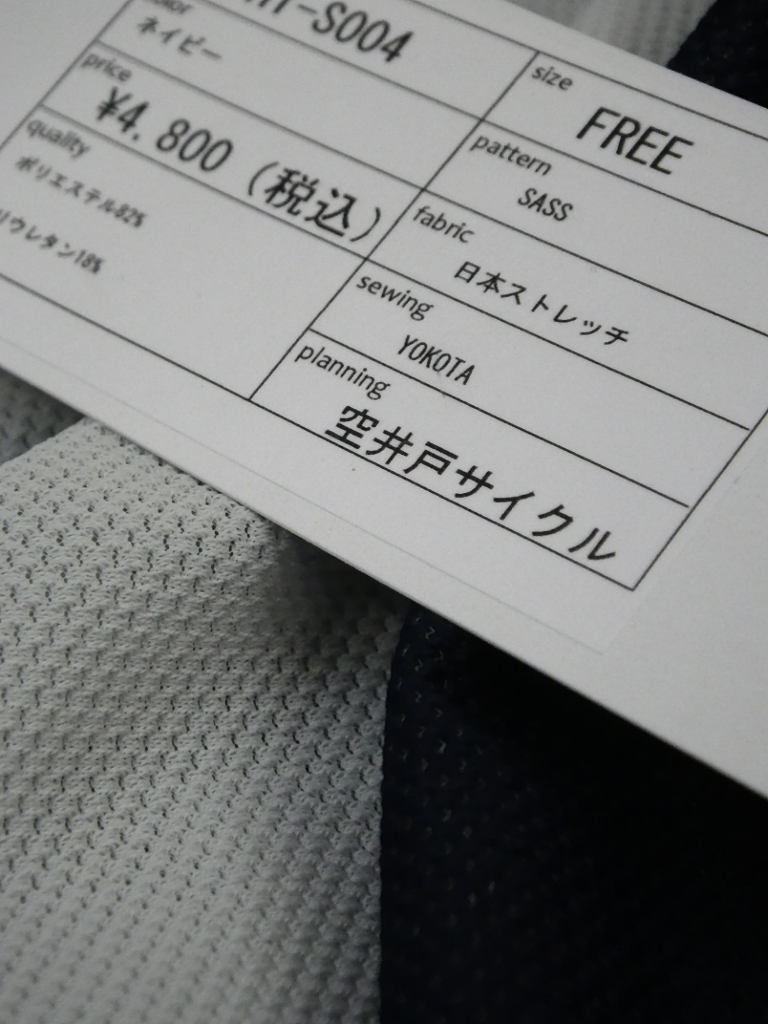 -S004
color
ネイビー
price
¥4,800（税込）
quality
ポリエステル82%
リウレタン18%
size
FREE
pattern
SASS
fabric
日本ストレッチ
sewing
YOKOTA
planning
空井戸サイクル